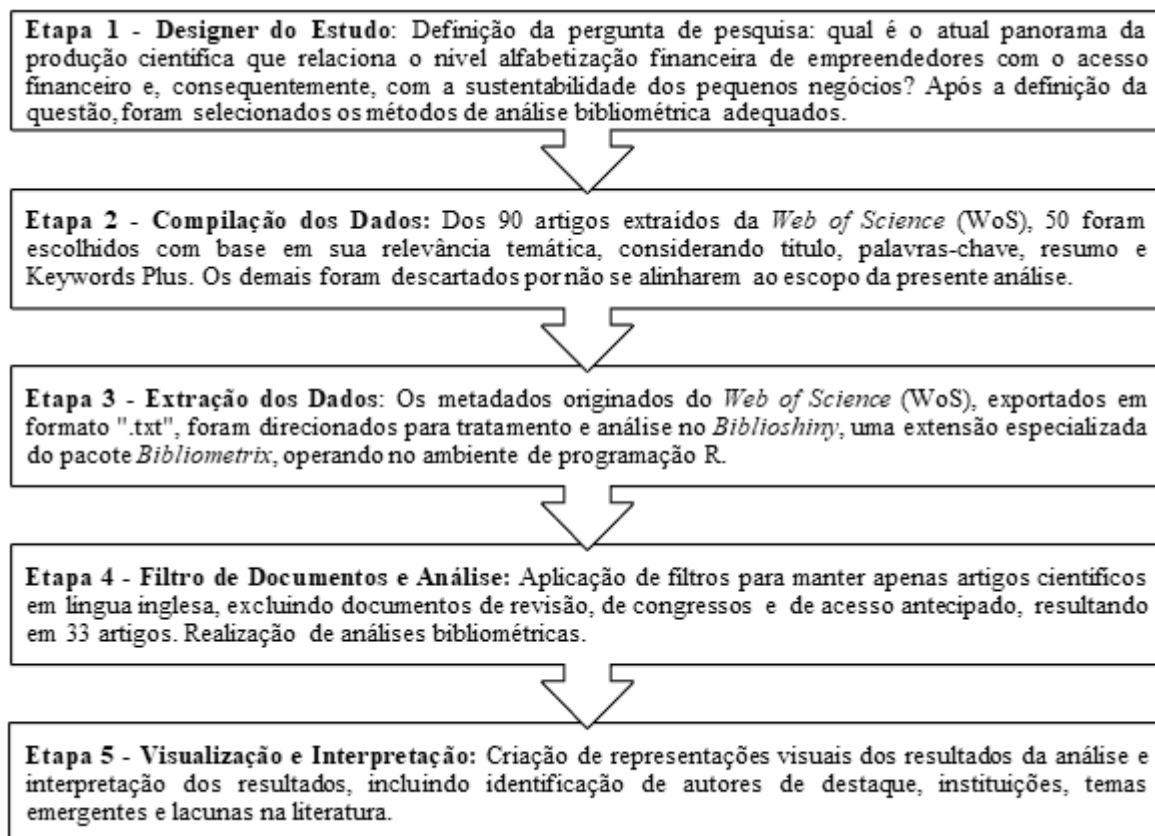 Etapa 1 - Designer do Estudo: Definição da pergunta de pesquisa: qual é o atual panorama da
produção científica que relaciona o nível alfabetização financeira de empreendedores com o acesso
financeiro e, consequentemente, com a sustentabilidade dos pequenos negócios? Após a definição da
questão, foram selecionados os métodos de análise bibliométrica adequados.
Etapa 2 - Compilação dos Dados: Dos 90 artigos extraídos da Web of Science (WoS), 50 foram
escolhidos com base em sua relevância temática, considerando título, palavras-chave, resumo e
Keywords Plus. Os demais foram descartados por não se alinharem ao escopo da presente análise.
Etapa 3 - Extração dos Dados: Os metadados originados do Web of Science (WoS), exportados em
formato ".txt", foram direcionados para tratamento e análise no Biblioshiny, uma extensão especializada
do pacote Bibliometrix, operando no ambiente de programação R.
Etapa 4 - Filtro de Documentos e Análise: Aplicação de filtros para manter apenas artigos científicos
em língua inglesa, excluindo documentos de revisão, de congressos e de acesso antecipado, resultando
em 33 artigos. Realização de análises bibliométricas.
Etapa 5 - Visualização e Interpretação: Criação de representações visuais dos resultados da análise e
interpretação dos resultados, incluindo identificação de autores de destaque, instituições, temas
emergentes e lacunas na literatura.